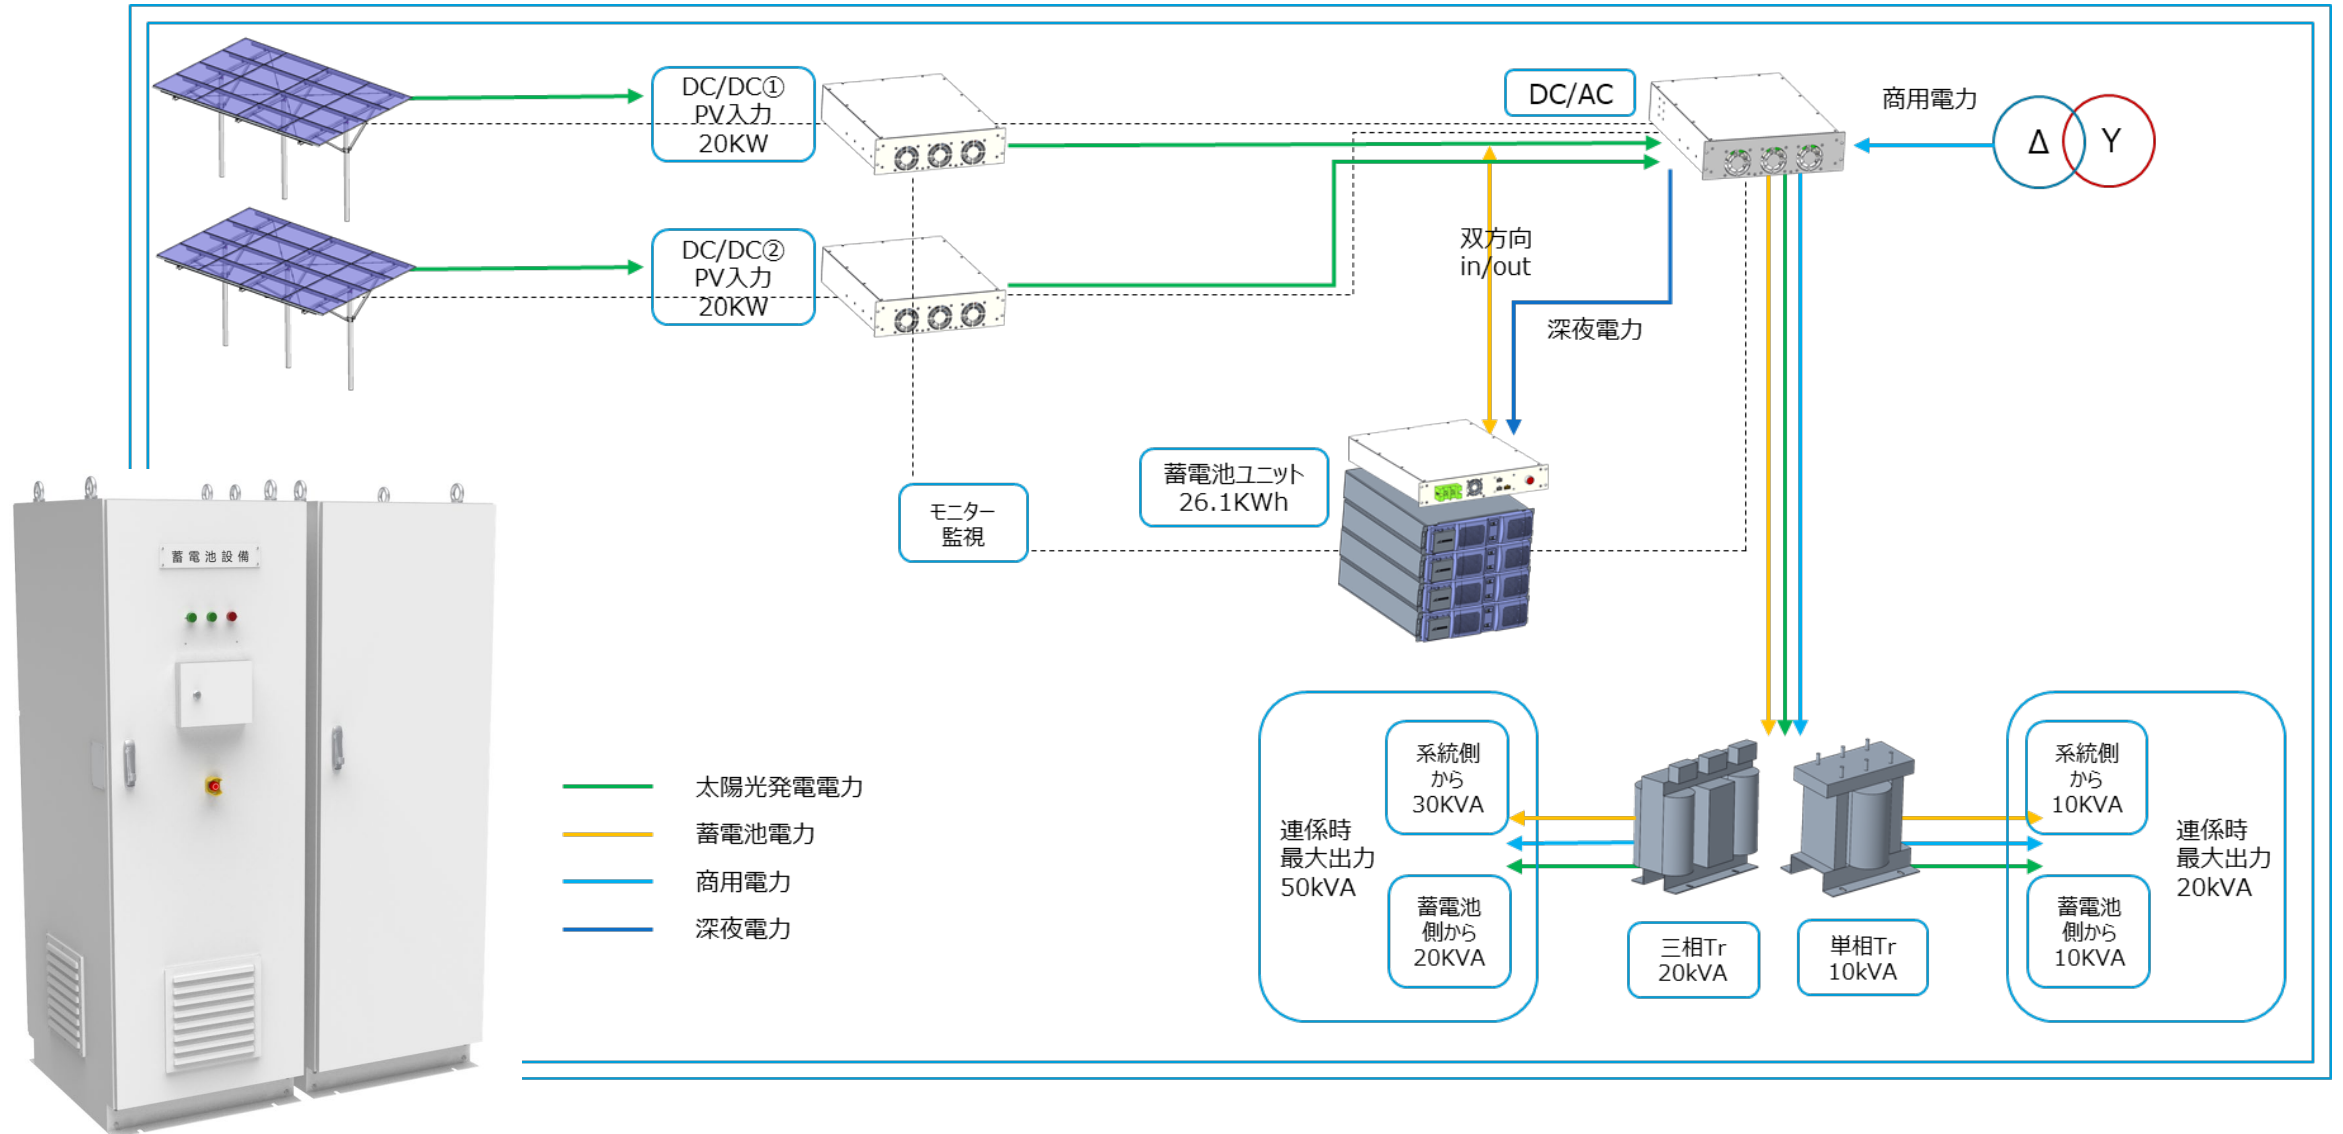 DC/DC①
PV入力
20KW
DC/AC
商用電力
Δ
Y
DC/DC②
PV入力
20KW
双方向
in/out
深夜電力
蓄電池ユニット
26.1KWh
モニター
監視
蓄電池設備
太陽光発電電力
蓄電池電力
商用電力
深夜電力
連係時
最大出力
50kVA
系統側
から
30KVA
蓄電池
側から
20KVA
三相Tr
20kVA
単相Tr
10kVA
系統側
から
10KVA
蓄電池
側から
10KVA
連係時
最大出力
20kVA